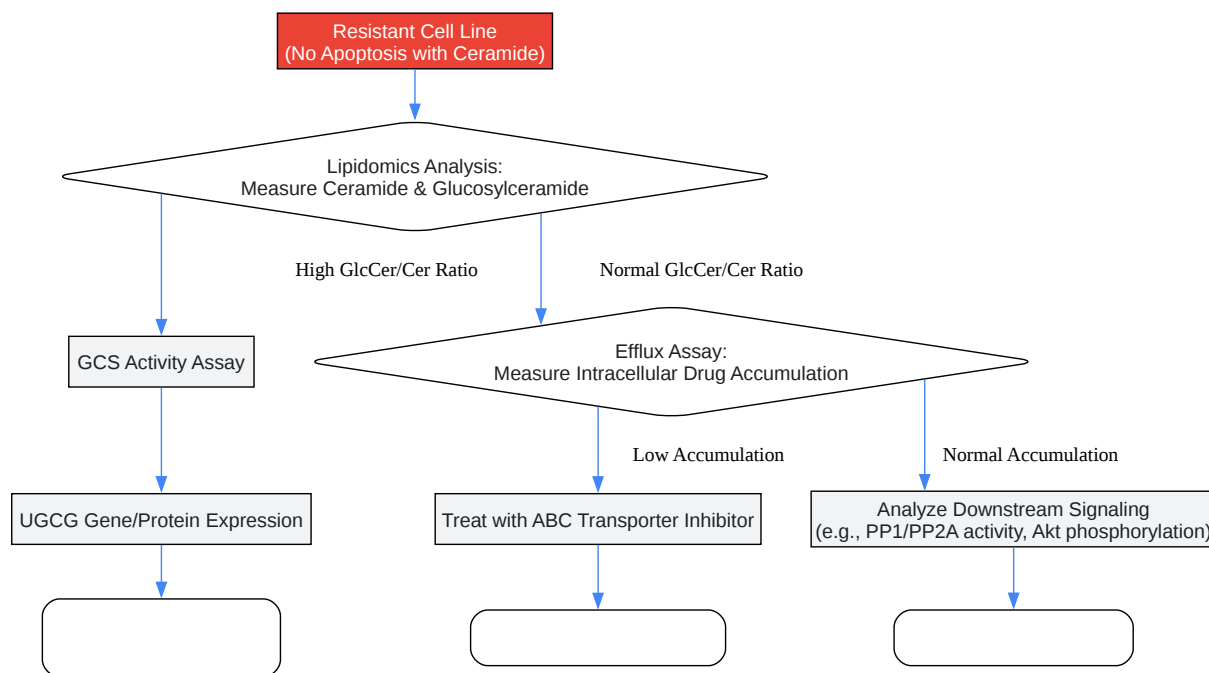 Resistant Cell Line
(No Apoptosis with Ceramide)
Lipidomics Analysis:
Measure Ceramide & Glucosylceramide
High GlcCer/Cer Ratio
Normal GlcCer/Cer Ratio
GCS Activity Assay
Efflux Assay:
Measure Intracellular Drug Accumulation
Low Accumulation
Normal Accumulation
UGCG Gene/Protein Expression
Treat with ABC Transporter Inhibitor
Analyze Downstream Signaling
(e.g., PP1/PP2A activity, Akt phosphorylation)